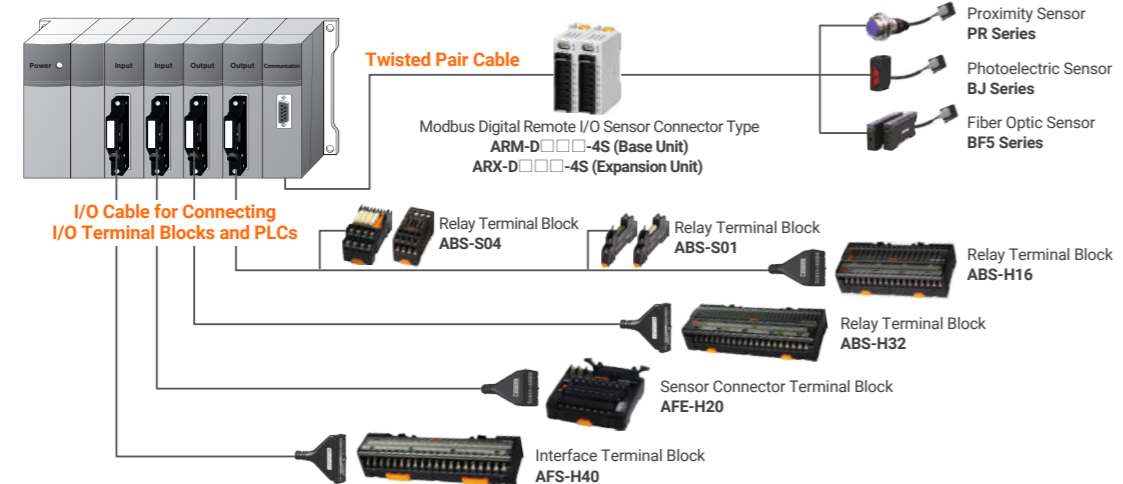 Power
Input
Input
Output
Output
Communication
Twisted Pair Cable
Modbus Digital Remote I/O Sensor Connector Type
ARM-D□□□-4S (Base Unit)
ARX-D□□□-4S (Expansion Unit)
Proximity Sensor
PR Series
Photoelectric Sensor
BJ Series
Fiber Optic Sensor
BF5 Series
I/O Cable for Connecting
I/O Terminal Blocks and PLCs
Relay Terminal Block
ABS-S04
Relay Terminal Block
ABS-S01
Relay Terminal Block
ABS-H16
Relay Terminal Block
ABS-H32
Sensor Connector Terminal Block
AFE-H20
Interface Terminal Block
AFS-H40